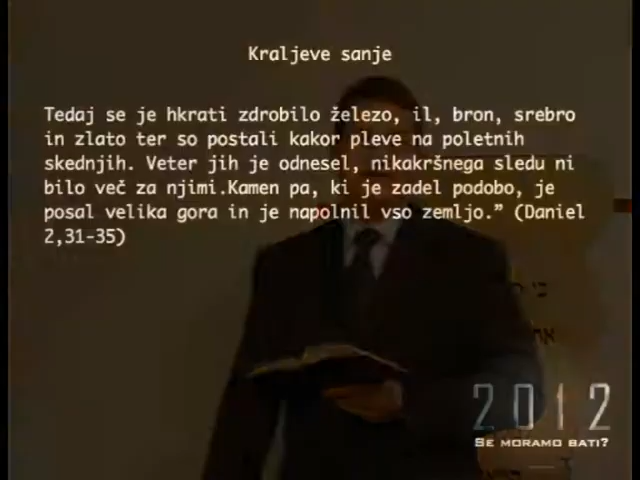 Kraljeve sanje
Tedaj se je hkrati zdrobilo železo, il, bron, srebro
in zlato ter so postali kakor pleve na poletnih
skednjih. Veter jih je odnesel, nikakršnega sledu ni
bilo več za njimi.Kamen pa, ki je zadel podobo, je
posal velika gora in je napolnil vso zemljo.” (Daniel
2,31-35)
2012
SE MORAMO BATI?